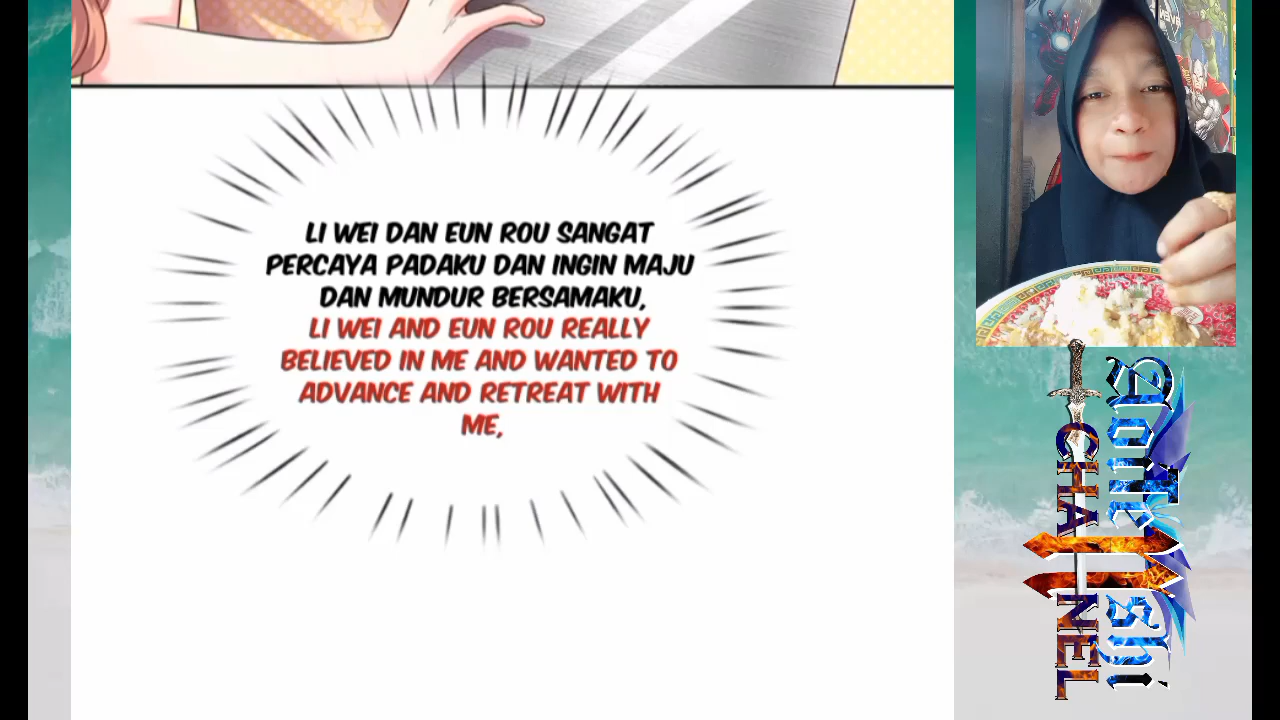 LI WEI DAN EUN ROU SANGAT
PERCAYA PADAKU DAN INGIN MAJU
DAN MUNDUR BERSAMAKU,
LI WEI AND EUN ROU REALLY
BELIEVED IN ME AND WANTED TO
ADVANCE AND RETREAT WITH
ME,
CHANNEL